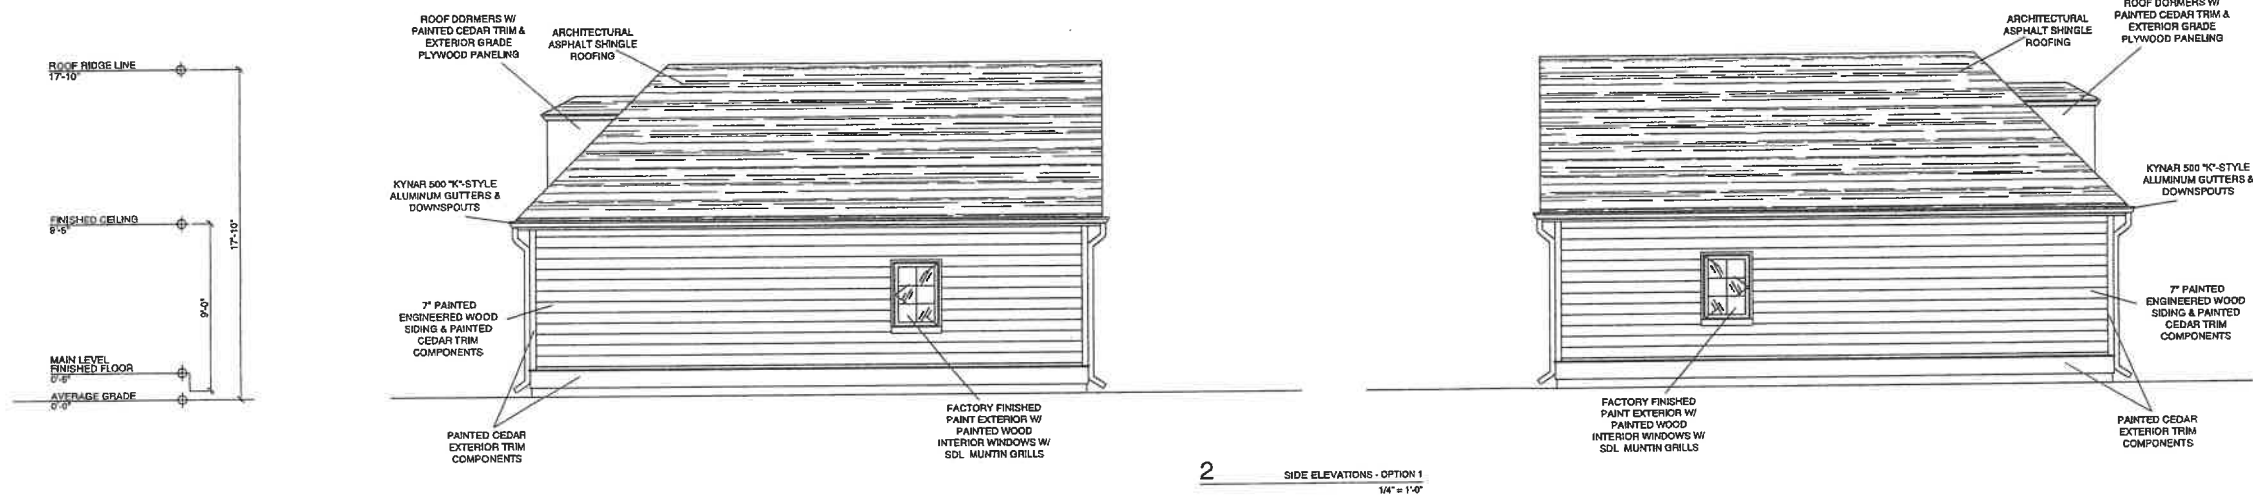 ROOF RIDGE LINE
17'-10"
FINISHED CEILING
MAIN LEVEL
FINISHED FLOOR
0'-6"
AVERAGE GRADE
0'-0"
9'-0"
17'-10"
ROOF DORMERS W/
PAINTED CEDAR TRIM &
EXTERIOR GRADE
PLYWOOD PANELING
ARCHITECTURAL
ASPHALT SHINGLE
ROOFING
KYNAR 500 "K"-STYLE
ALUMINUM GUTTERS &
DOWNSPOUTS
7" PAINTED
ENGINEERED WOOD
SIDING & PAINTED
CEDAR TRIM
COMPONENTS
PAINTED CEDAR
EXTERIOR TRIM
COMPONENTS
FACTORY FINISHED
PAINT EXTERIOR W/
PAINTED WOOD
INTERIOR WINDOWS W/
SDL MUNTIN GRILLS
2
SIDE ELEVATIONS - OPTION 1
1/4" = 1'-0"
ARCHITECTURAL
ASPHALT SHINGLE
ROOFING
ROOF DORMERS W/
PAINTED CEDAR TRIM &
EXTERIOR GRADE
PLYWOOD PANELING
KYNAR 500 "K"-STYLE
ALUMINUM GUTTERS &
DOWNSPOUTS
7" PAINTED
ENGINEERED WOOD
SIDING & PAINTED
CEDAR TRIM
COMPONENTS
FACTORY FINISHED
PAINT EXTERIOR W/
PAINTED WOOD
INTERIOR WINDOWS W/
SDL MUNTIN GRILLS
PAINTED CEDAR
EXTERIOR TRIM
COMPONENTS